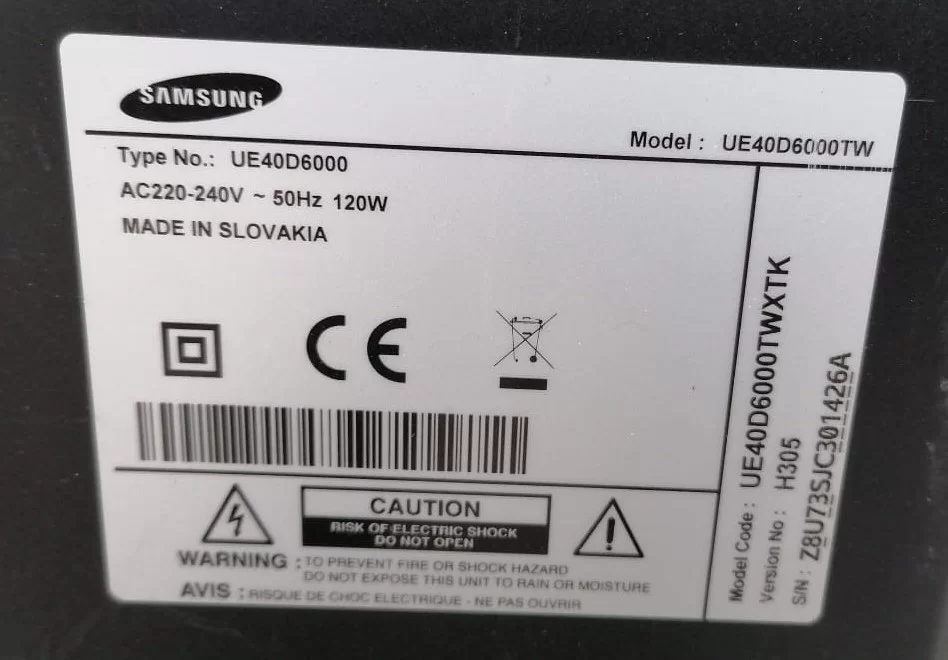 SAMSUNG
Model : UE40D6000TW
Type No.: UE40D6000
AC220-240V ~ 50Hz 120W
MADE IN SLOVAKIA
CE
CAUTION
RISK OF ELECTRIC SHOCK
DO NOT OPEN
WARNING : TO PREVENT FIRE OR SHOCK HAZARD
DO NOT EXPOSE THIS UNIT TO RAIN OR MOISTURE
AVIS : RISQUE DE CHOC ELECTRIQUE - NE PAS OUVRIR
Model Code : UE40D6000TWXTK
Version No : H305
S/N : Z8U73SJC301426A